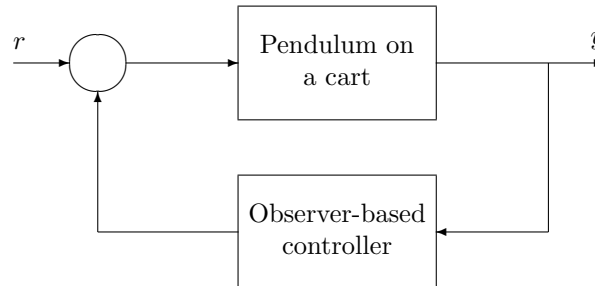 r
Pendulum on
a cart
y
Observer-based
controller